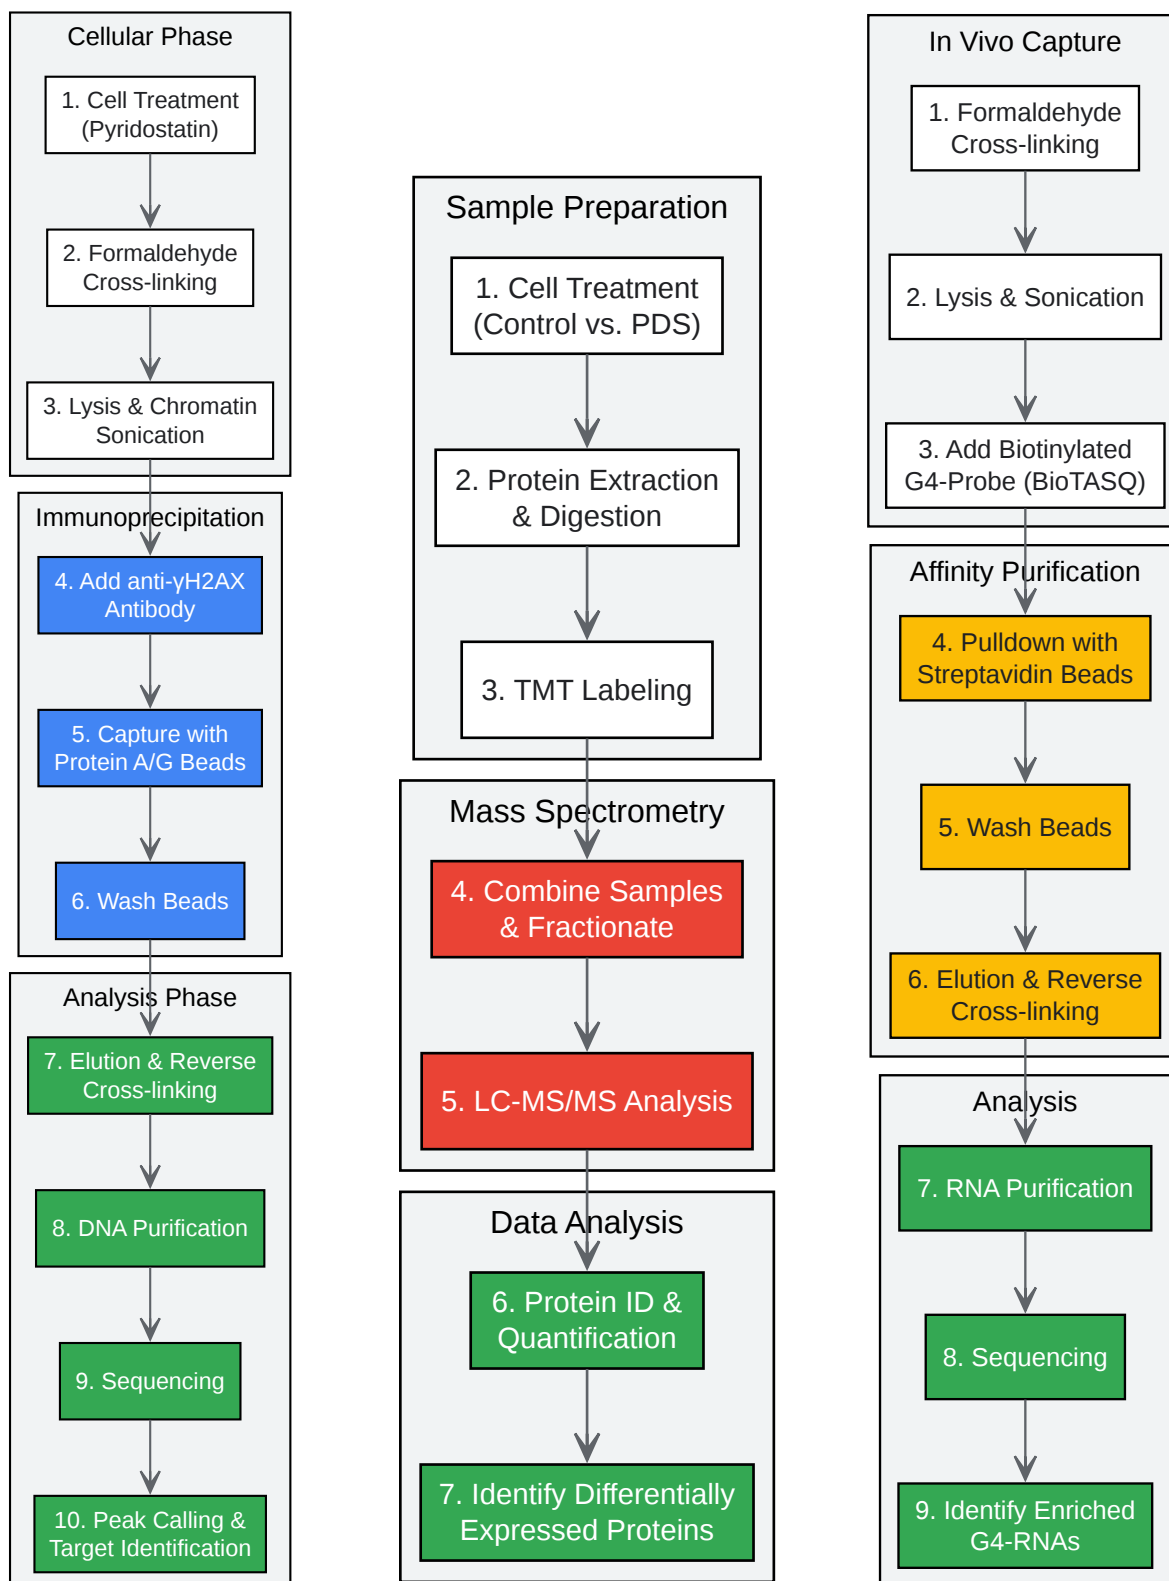 Cellular Phase
1. Cell Treatment
(Pyridostatin)
2. Formaldehyde
Cross-linking
3. Lysis & Chromatin
Sonication
Immunoprecipitation
4. Add anti-γH2AX
Antibody
5. Capture with
Protein A/G Beads
6. Wash Beads
Analysis Phase
7. Elution & Reverse
Cross-linking
8. DNA Purification
9. Sequencing
10. Peak Calling &
Target Identification
Sample Preparation
1. Cell Treatment
(Control vs. PDS)
2. Protein Extraction
& Digestion
3. TMT Labeling
Mass Spectrometry
4. Combine Samples
& Fractionate
5. LC-MS/MS Analysis
Data Analysis
6. Protein ID &
Quantification
7. Identify Differentially
Expressed Proteins
In Vivo Capture
1. Formaldehyde
Cross-linking
2. Lysis & Sonication
3. Add Biotinylated
G4-Probe (BioTASQ)
Affinity Purification
4. Pulldown with
Streptavidin Beads
5. Wash Beads
6. Elution & Reverse
Cross-linking
Analysis
7. RNA Purification
8. Sequencing
9. Identify Enriched
G4-RNAs